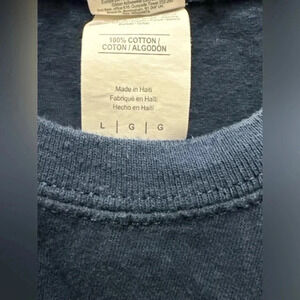 100% COTTON /
COTON / ALGODÓN
Made in Haiti
Fabriqué en Haïti
Hecho en Haití
L | G | G